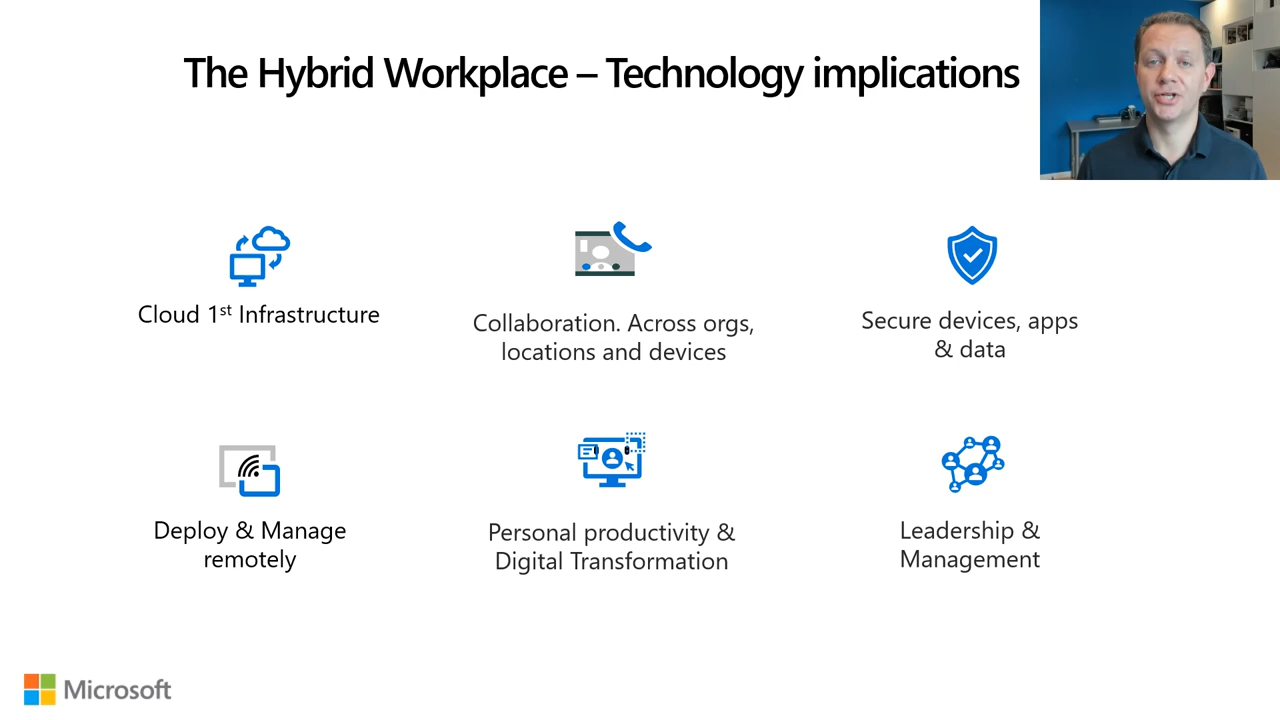 The Hybrid Workplace – Technology implications
Cloud 1st Infrastructure
Collaboration. Across orgs,
locations and devices
Secure devices, apps
& data
Deploy & Manage
remotely
Personal productivity &
Digital Transformation
Leadership &
Management
Microsoft